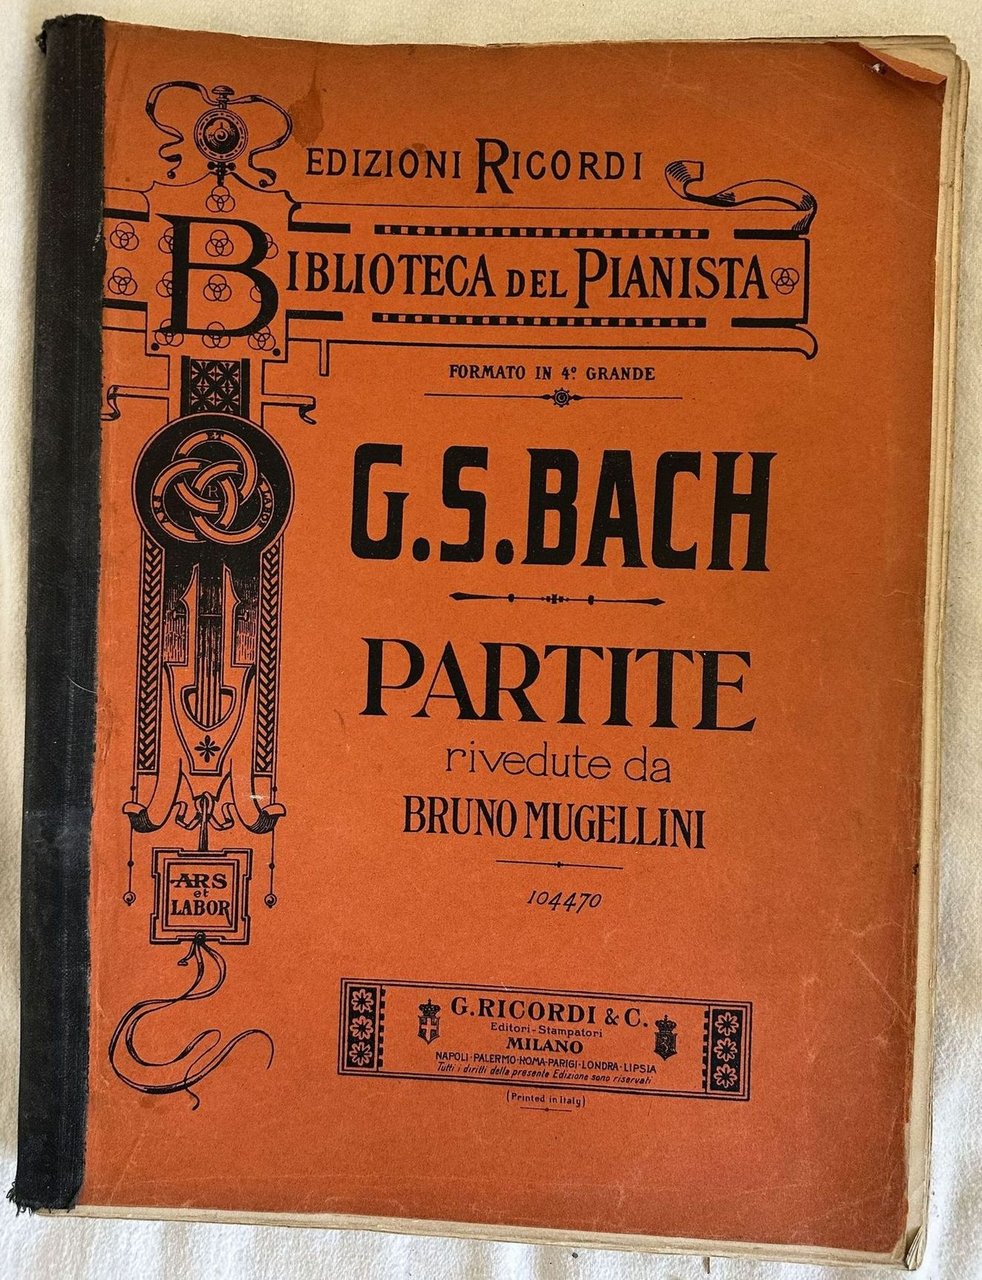 EDIZIONI RICORDI
BIBLIOTECA DEL PIANISTA
FORMATO IN 4º GRANDE
G.S.BACH
PARTITE
rivedute da
BRUNO MUGELLINI
104470
R
ARS
et
LABOR
G. RICORDI & C.
Editori-Stampatori
MILANO
NAPOLI·PALERMO·ROMA·PARIGI·LONDRA·LIPSIA
Tutti i diritti della presente Edizione sono riservati
(Printed in Italy)